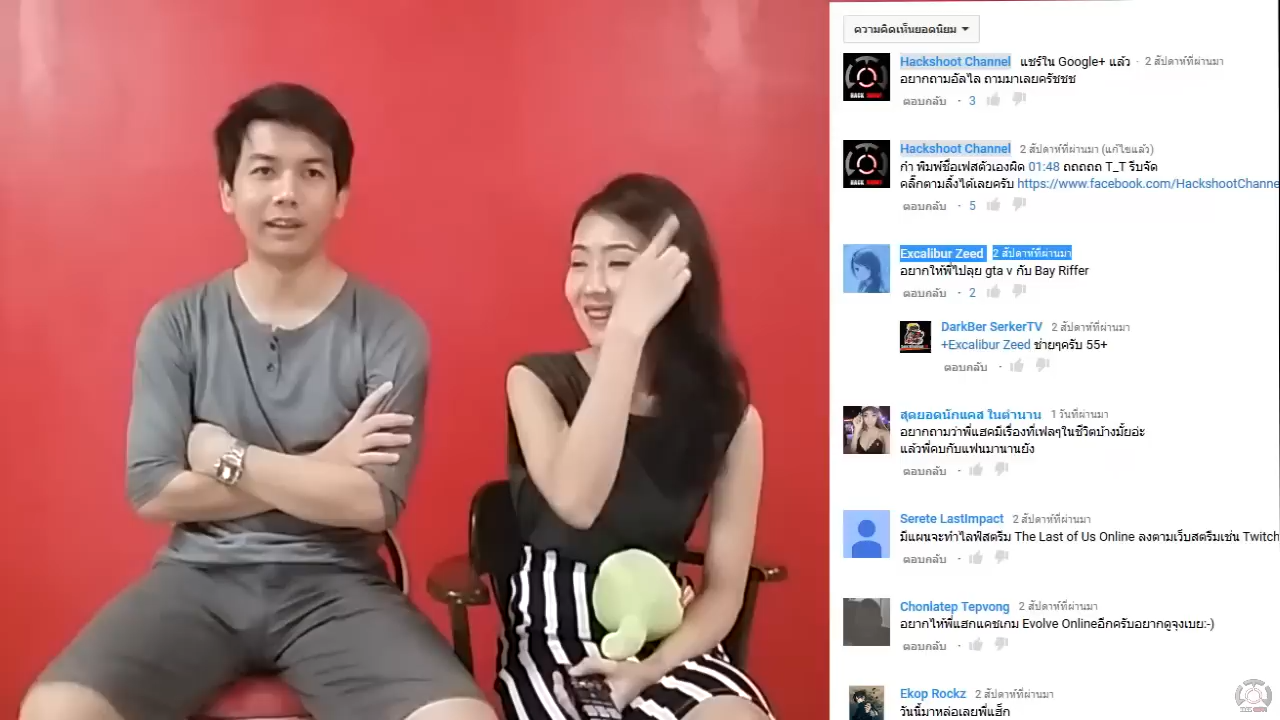 ความคิดเห็นยอดนิยม
Hackshoot Channel แชร์ใน Google+ แล้ว · 2 สัปดาห์ที่ผ่านมา
อยากถามอัลไล ถามมาเลยครัชชช
ตอบกลับ · 3
Hackshoot Channel 2 สัปดาห์ที่ผ่านมา (แก้ไขแล้ว)
กำ พิมพ์ชื่อเฟสตัวเองผิด 01:48 ถถถถถ T_T รีบจัด
คลิ๊กตามลิ้งได้เลยครับ https://www.facebook.com/HackshootChanne
ตอบกลับ · 5
Excalibur Zeed 2 สัปดาห์ที่ผ่านมา
อยากให้พี่ไปลุย gta v กับ Bay Riffer
ตอบกลับ · 2
DarkBer SerkerTV 2 สัปดาห์ที่ผ่านมา
+Excalibur Zeed ช่ายๆครับ 55+
ตอบกลับ ·
สุดยอดนักแคส ในตำนาน 1 วันที่ผ่านมา
อยากถามว่าพี่แฮคมีเรื่องที่เฟลๆในชีวิตบ้างมั้ยอ่ะ
แล้วพี่คบกับแฟนมานานยัง
ตอบกลับ ·
Serete LastImpact 2 สัปดาห์ที่ผ่านมา
มีแผนจะทำไลฟ์สตรีม The Last of Us Online ลงตามเว็บสตรีมเช่น Twitch
ตอบกลับ ·
Chonlatep Tepvong 2 สัปดาห์ที่ผ่านมา
อยากไห้พี่แฮกแคชเกม Evolve Onlineอีกครับอยากดูจุงเบย:-)
ตอบกลับ ·
Ekop Rockz 2 สัปดาห์ที่ผ่านมา
วันนี้มาหล่อเลยพี่แฮ็ก